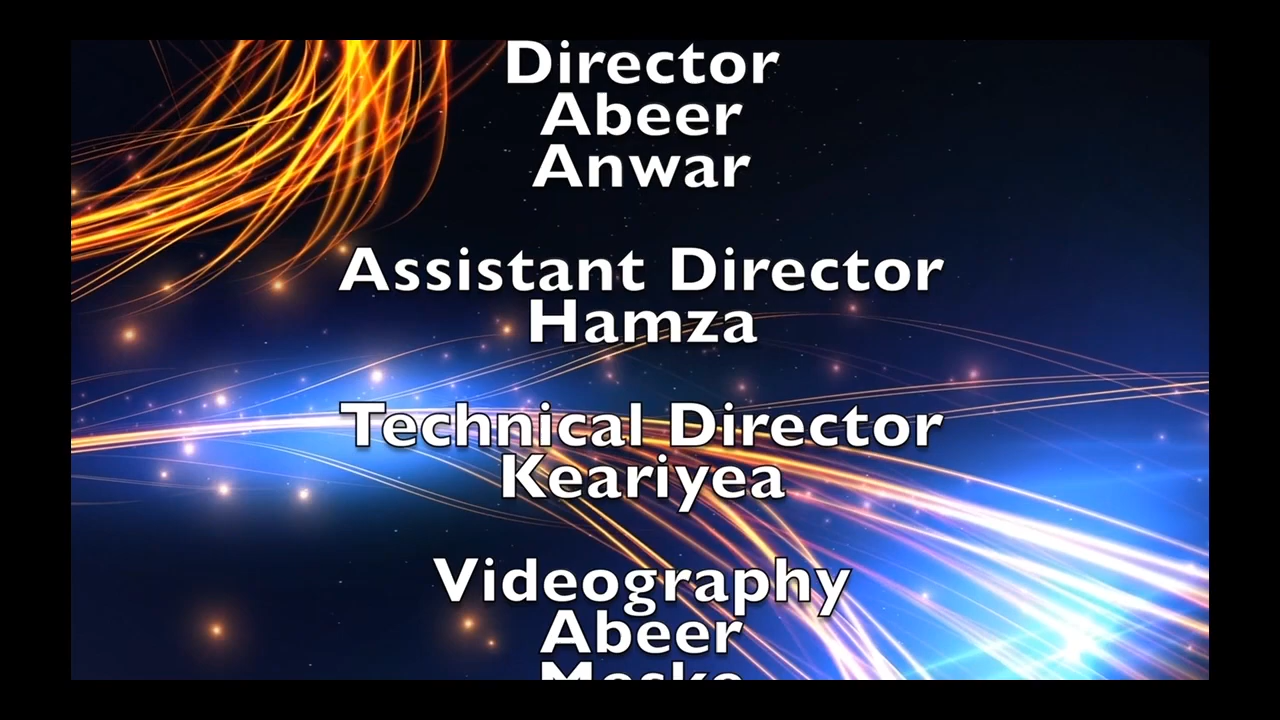 Director
Abeer
Anwar
Assistant Director
Hamza
Technical Director
Keariyea
Videography
Abeer